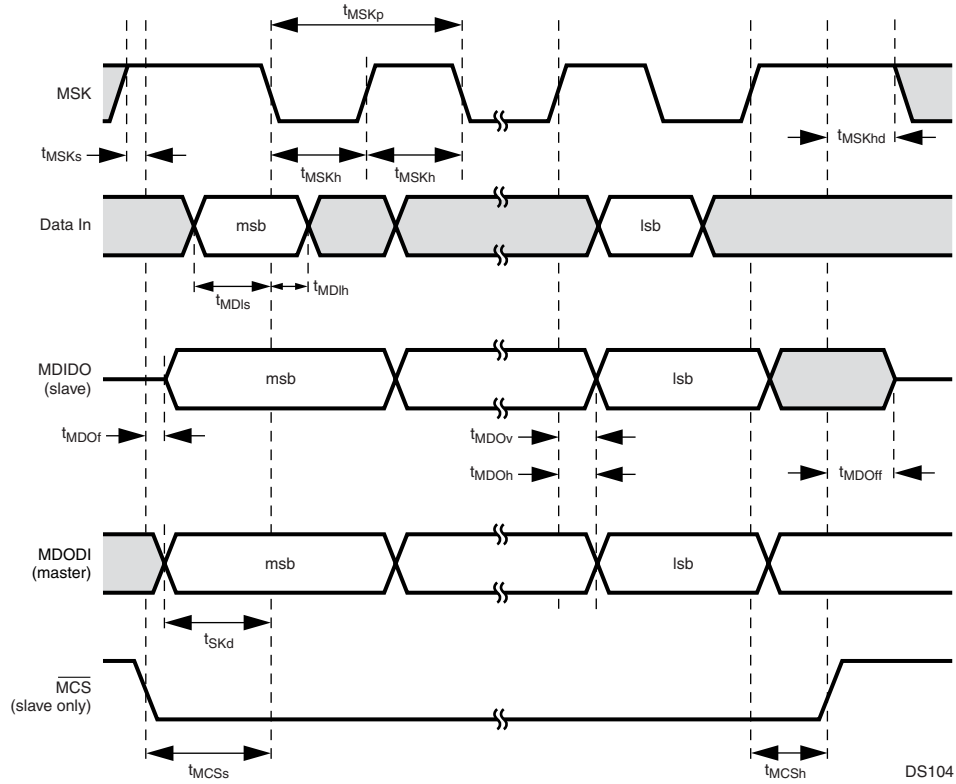 tMSKp
MSK
tMSKs
tMSKh
tMSKh
tMSKhd
Data In
msb
lsb
tMDIs
tMDIh
MDIDO
(slave)
msb
lsb
tMDOf
tMDOv
tMDOh
tMDOff
MDODI
(master)
msb
lsb
tSKd
MCS
(slave only)
tMCSs
tMCSh
DS104